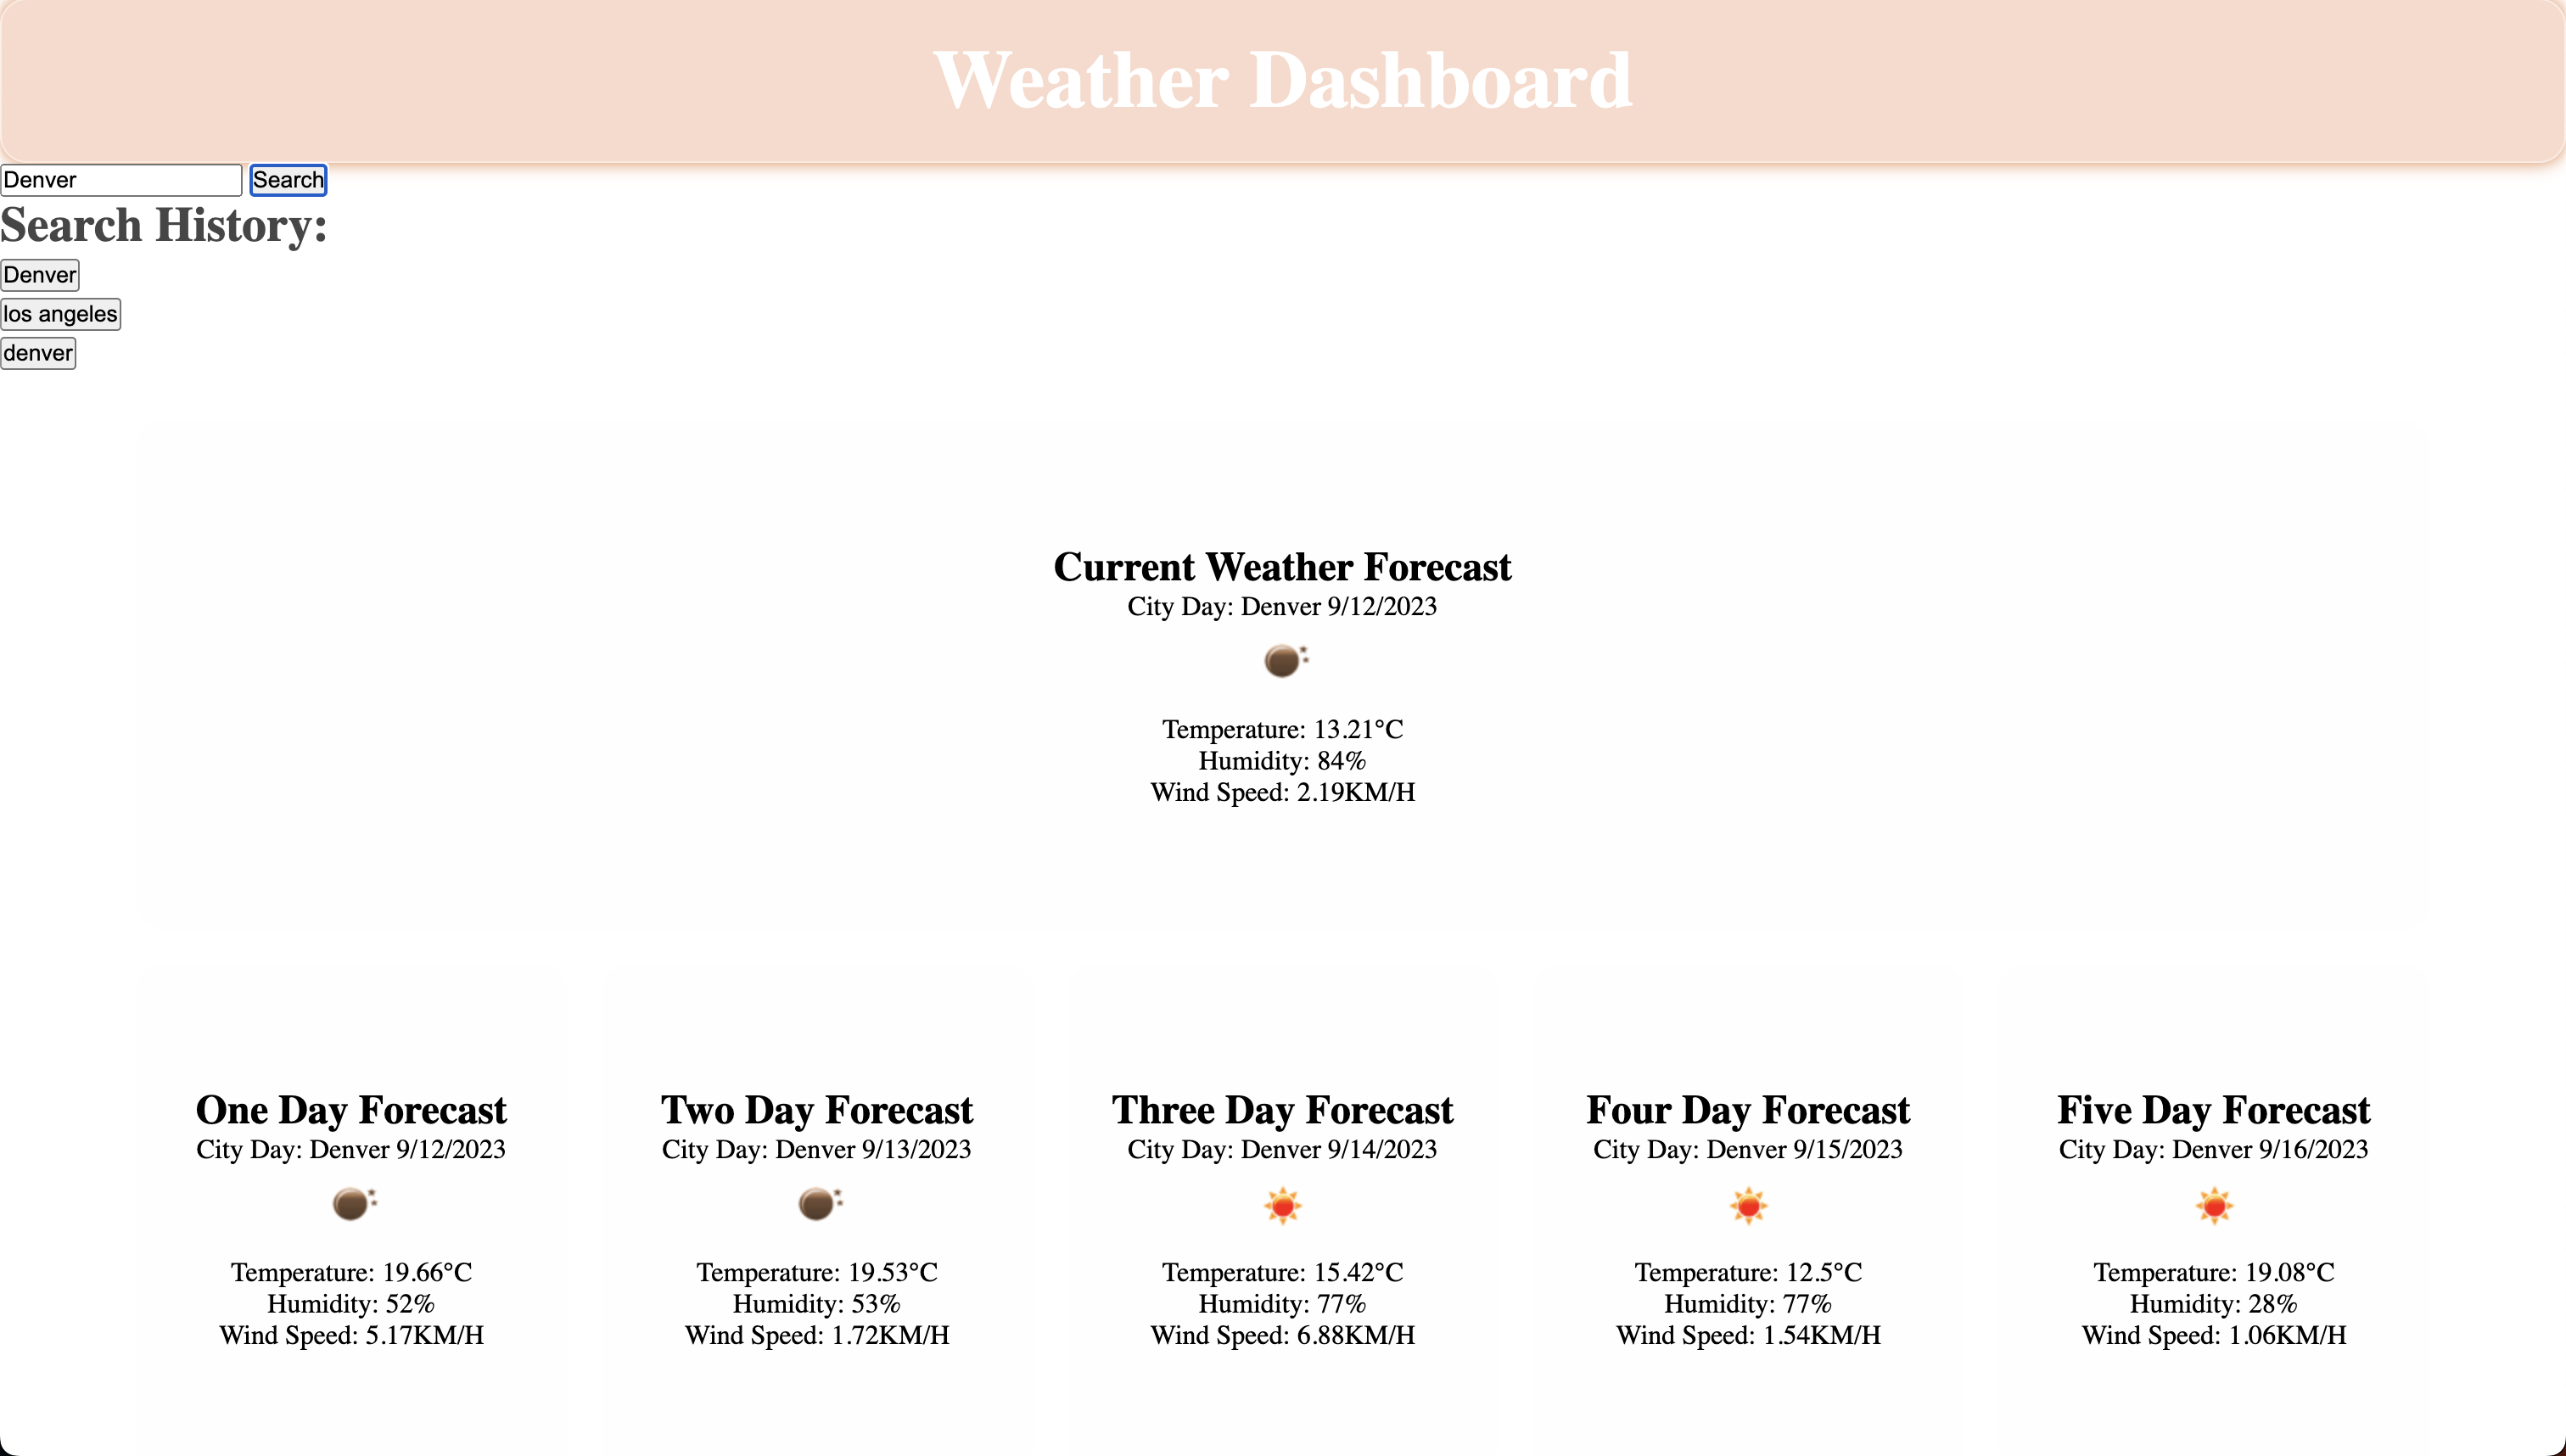 Weather Dashboard
Denver Search
Search History:
Denver
los angeles
denver
Current Weather Forecast
City Day: Denver 9/12/2023
Temperature: 13.21°C
Humidity: 84%
Wind Speed: 2.19KM/H
One Day Forecast
City Day: Denver 9/12/2023
Temperature: 19.66°C
Humidity: 52%
Wind Speed: 5.17KM/H
Two Day Forecast
City Day: Denver 9/13/2023
Temperature: 19.53°C
Humidity: 53%
Wind Speed: 1.72KM/H
Three Day Forecast
City Day: Denver 9/14/2023
Temperature: 15.42°C
Humidity: 77%
Wind Speed: 6.88KM/H
Four Day Forecast
City Day: Denver 9/15/2023
Temperature: 12.5°C
Humidity: 77%
Wind Speed: 1.54KM/H
Five Day Forecast
City Day: Denver 9/16/2023
Temperature: 19.08°C
Humidity: 28%
Wind Speed: 1.06KM/H